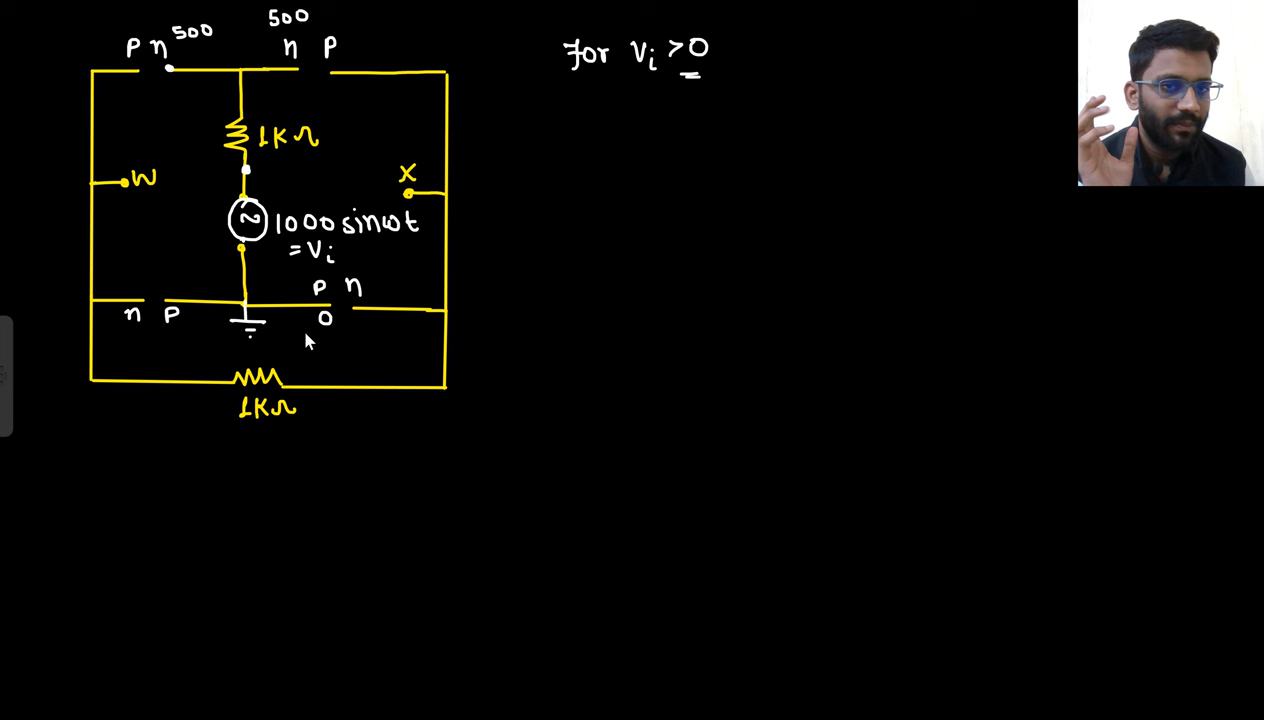 500
500
P n
n P
for Vi > 0
1KΩ
W
X
1000 sinωt
= Vi
P n
n P
0
1KΩ